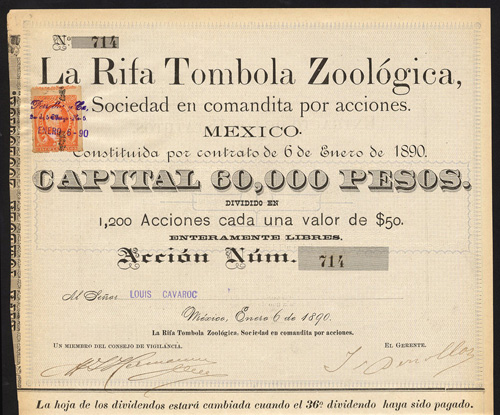 Nº 714
La Rifa Tombola Zoológica,
Sociedad en comandita por acciones.
MEXICO.
Constituida por contrato de 6 de Enero de 1890.
CAPITAL 60,000 PESOS.
DIVIDIDO EN
1,200 Acciones cada una valor de $50.
ENTERAMENTE LIBRES.
Acción Núm. 714
Al Señor LOUIS CAVAROC
México, Enero 6 de 1890.
La Rifa Tombola Zoológica. Sociedad en comandita por acciones.
UN MIEMBRO DEL CONSEJO DE VIGILANCIA.
EL GERENTE.
ENERO-6-90
La hoja de los dividendos estará cambiada cuando el 36º dividendo haya sido pagado.